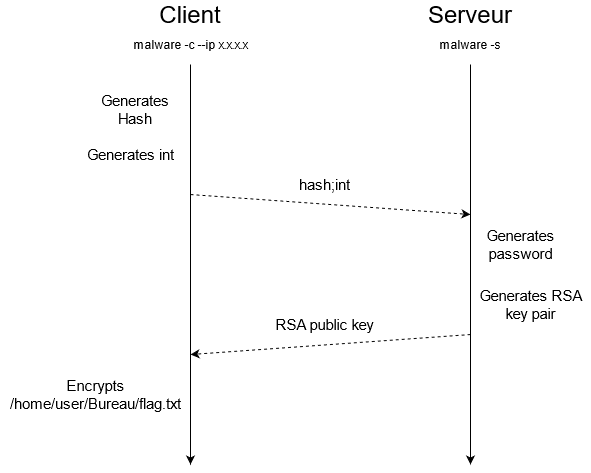 Client
Serveur
malware -c --ip x.x.x.x
malware -s
Generates
Hash
Generates int
hash;int
Generates
password
Generates RSA
key pair
RSA public key
Encrypts
/home/user/Bureau/flag.txt